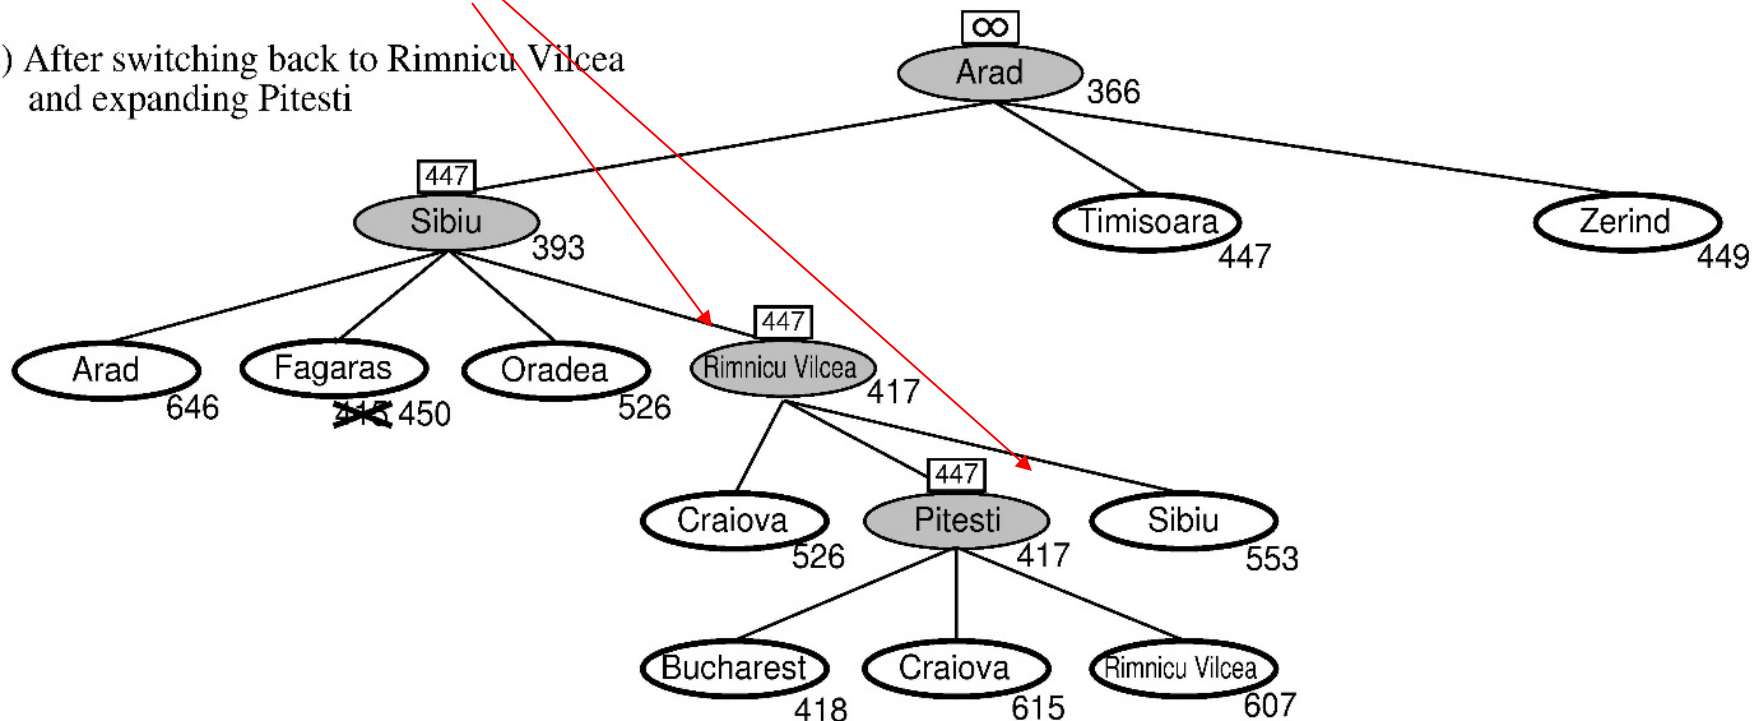 ∞
) After switching back to Rimnicu Vilcea
and expanding Pitesti
Arad
366
447
Sibiu
393
Timisoara
447
Zerind
449
Arad
646
Fagaras
415 450
Oradea
526
447
Rimnicu Vilcea
417
Craiova
526
447
Pitesti
417
Sibiu
553
Bucharest
418
Craiova
615
Rimnicu Vilcea
607